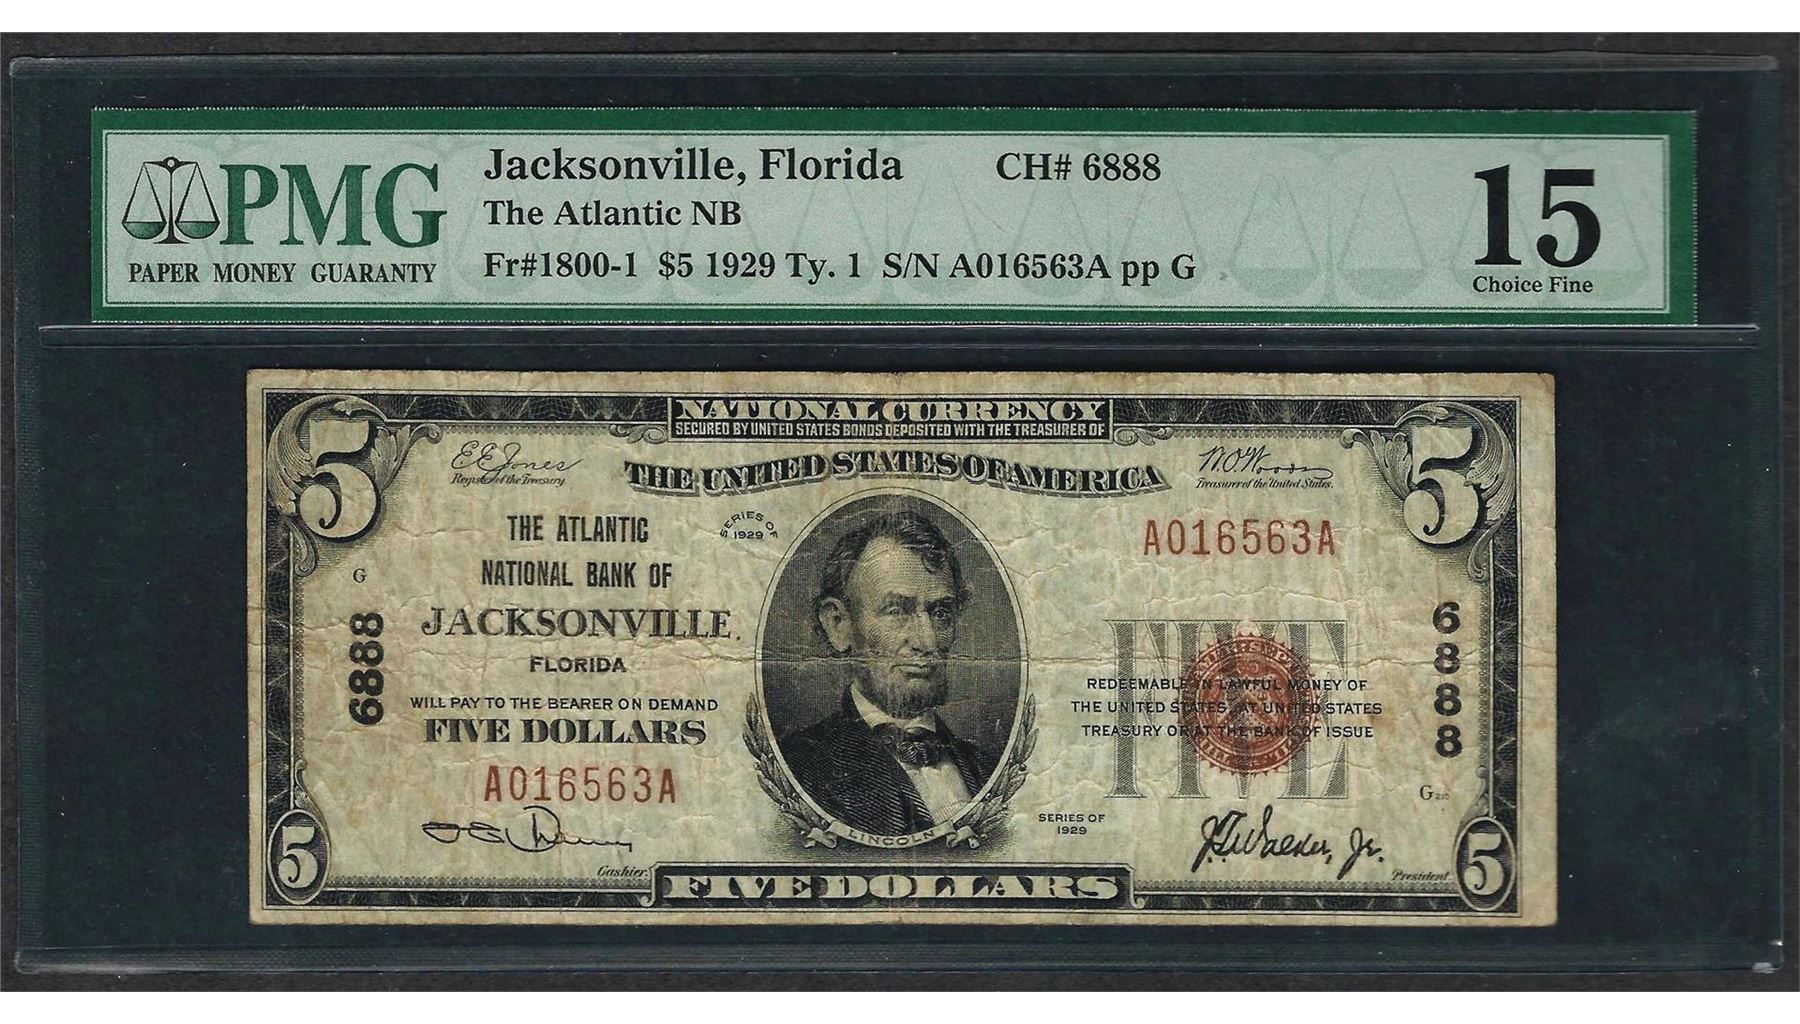 PMG
PAPER MONEY GUARANTY
Jacksonville, Florida CH# 6888
The Atlantic NB
Fr#1800-1 $5 1929 Ty. 1 S/N A016563A pp G
15
Choice Fine
NATIONAL CURRENCY
SECURED BY UNITED STATES BONDS DEPOSITED WITH THE TREASURER OF
THE UNITED STATES OF AMERICA
5
5
E E Jones
Register of the Treasury
W.O. Woods
Treasurer of the United States.
SERIES OF
1929
THE ATLANTIC
NATIONAL BANK OF
JACKSONVILLE,
FLORIDA
G
6888
WILL PAY TO THE BEARER ON DEMAND
FIVE DOLLARS
A016563A
Cashier.
LINCOLN
A016563A
6888
FIVE
REDEEMABLE IN LAWFUL MONEY OF
THE UNITED STATES AT UNITED STATES
TREASURY OR AT THE BANK OF ISSUE
G
SERIES OF
1929
Walker, Jr.
President.
5
FIVE DOLLARS
5